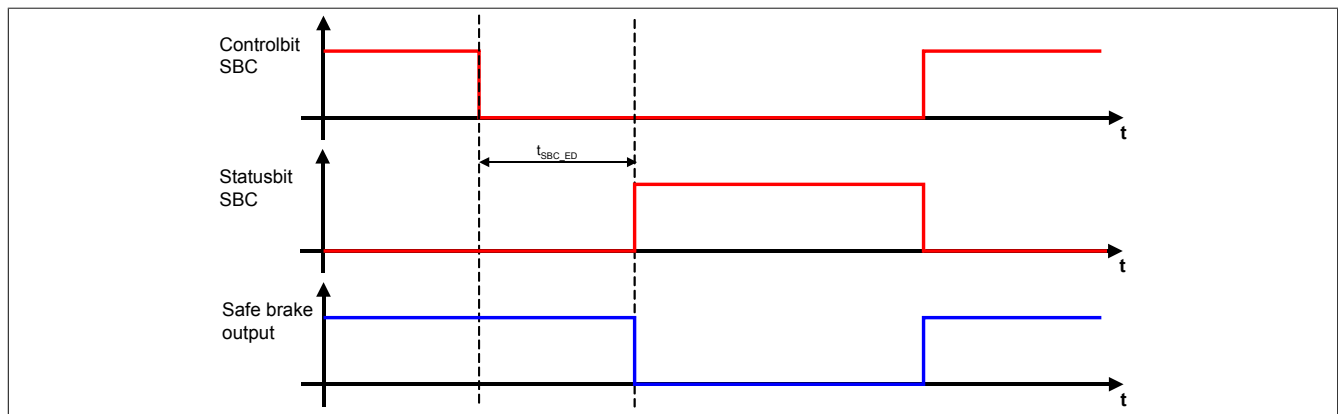 Controlbit
SBC
t
tSBC_ED
Statusbit
SBC
t
Safe brake
output
t